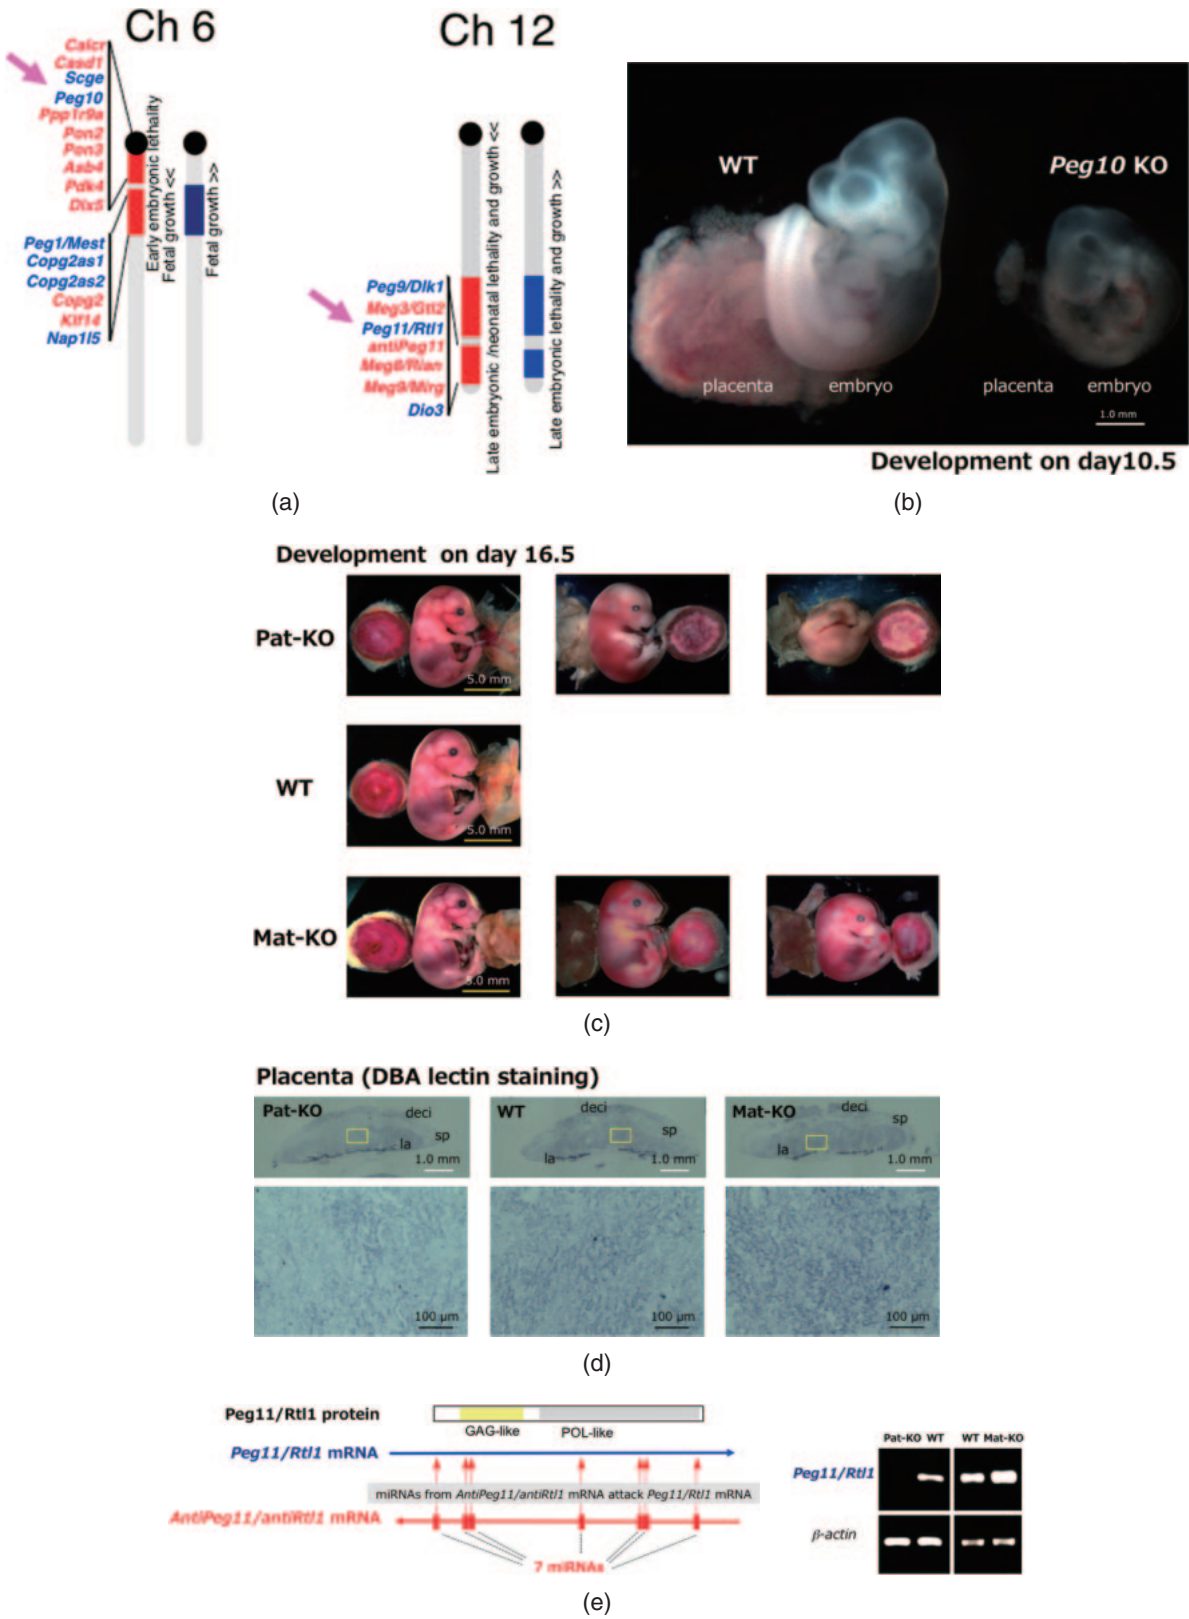 Ch 6
Calcr
Casd1
Scge
Peg10
Ppp1r9a
Pon2
Pon3
Asb4
Pdk4
Dlx5
Peg1/Mest
Copg2as1
Copg2as2
Copg2
Klf14
Nap1l5
Early embryonic lethality
Fetal growth <<
Fetal growth >>
Ch 12
Peg9/Dlk1
Meg3/Gtl2
Peg11/Rtl1
antiPeg11
Meg8/Rian
Meg9/Mirg
Dio3
Late embryonic /neonatal lethality and growth <<
Late embryonic lethality and growth >>
(a)
WT
Peg10 KO
placenta
embryo
placenta
embryo
1.0 mm
Development on day10.5
(b)
Development on day 16.5
Pat-KO
5.0 mm
WT
5.0 mm
Mat-KO
5.0 mm
(c)
Placenta (DBA lectin staining)
Pat-KO
deci
sp
la
1.0 mm
WT
deci
sp
la
1.0 mm
Mat-KO
deci
sp
la
1.0 mm
100 µm
100 µm
100 µm
(d)
Peg11/Rtl1 protein
GAG-like
POL-like
Peg11/Rtl1 mRNA
miRNAs from AntiPeg11/antiRtl1 mRNA attack Peg11/Rtl1 mRNA
AntiPeg11/antiRtl1 mRNA
7 miRNAs
Pat-KO WT
WT Mat-KO
Peg11/Rtl1
β-actin
(e)